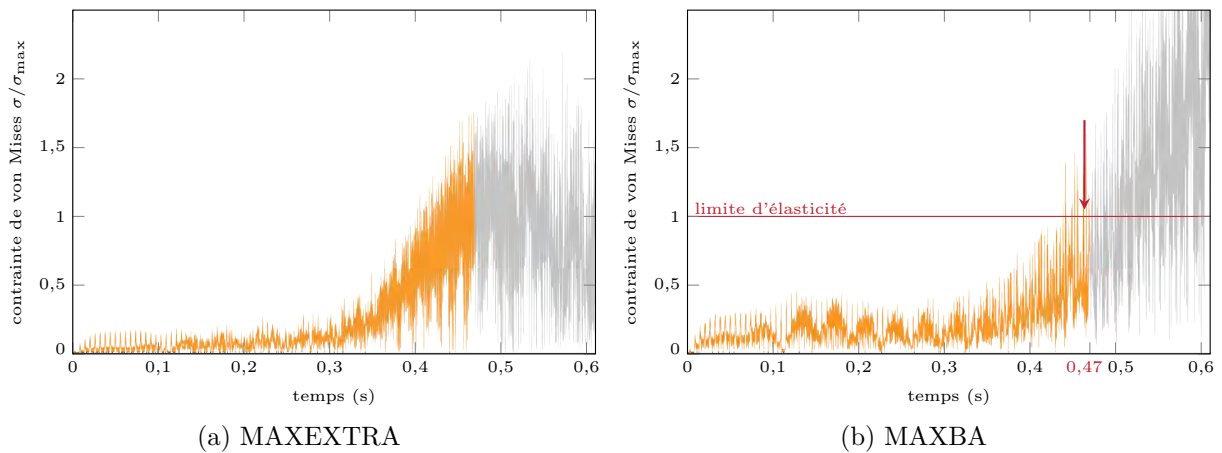 contrainte de von Mises σ/σmax
2
1,5
1
0,5
0
0 0,1 0,2 0,3 0,4 0,5 0,6
temps (s)
(a) MAXEXTRA
contrainte de von Mises σ/σmax
2
1,5
1
0,5
0
limite d'élasticité
0 0,1 0,2 0,3 0,4 0,47 0,5 0,6
temps (s)
(b) MAXBA